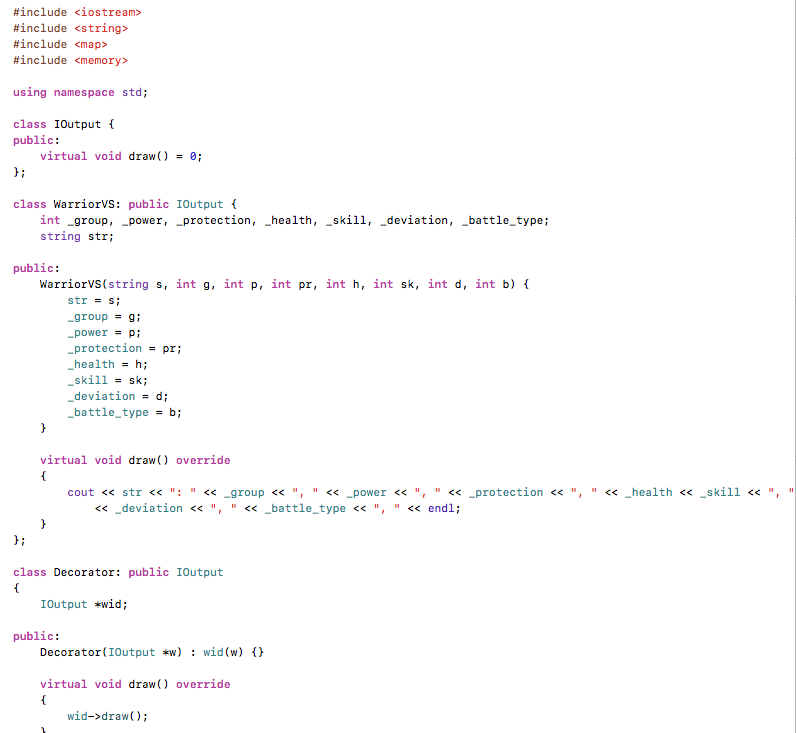 #include <iostream>
#include <string>
#include <map>
#include <memory>
using namespace std;
class IOutput {
public:
    virtual void draw() = 0;
};
class WarriorVS: public IOutput {
    int _group, _power, _protection, _health, _skill, _deviation, _battle_type;
    string str;
public:
    WarriorVS(string s, int g, int p, int pr, int h, int sk, int d, int b) {
        str = s;
        _group = g;
        _power = p;
        _protection = pr;
        _health = h;
        _skill = sk;
        _deviation = d;
        _battle_type = b;
    }
    virtual void draw() override
    {
        cout << str << ": " << _group << ", " << _power << ", " << _protection << ", " << _health << _skill << ", "
            << _deviation << ", " << _battle_type << ", " << endl;
    }
};
class Decorator: public IOutput
{
    IOutput *wid;
public:
    Decorator(IOutput *w) : wid(w) {}
    virtual void draw() override
    {
        wid->draw();
    }